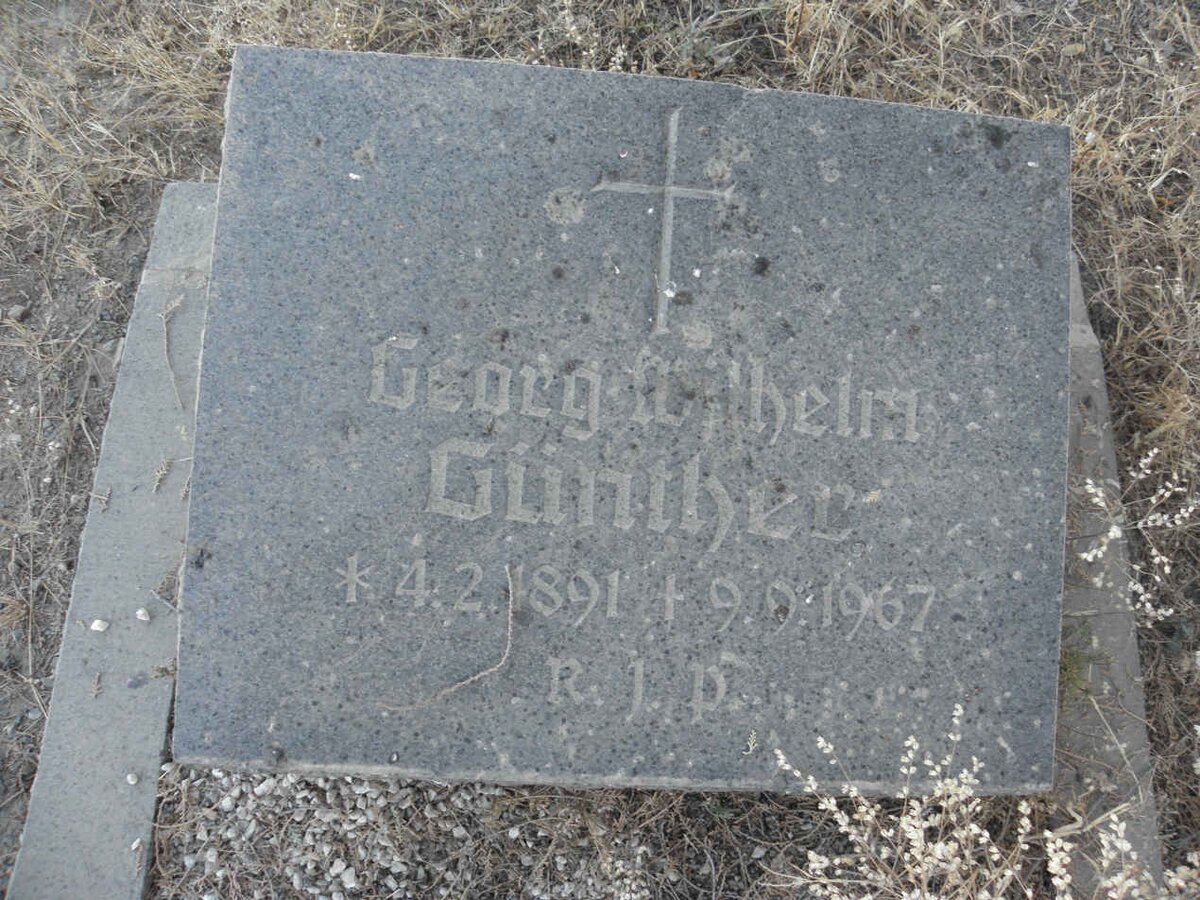 Georg Wilhelm
Günther
* 4.2.1891 † 9.9.1967
R. J. P.